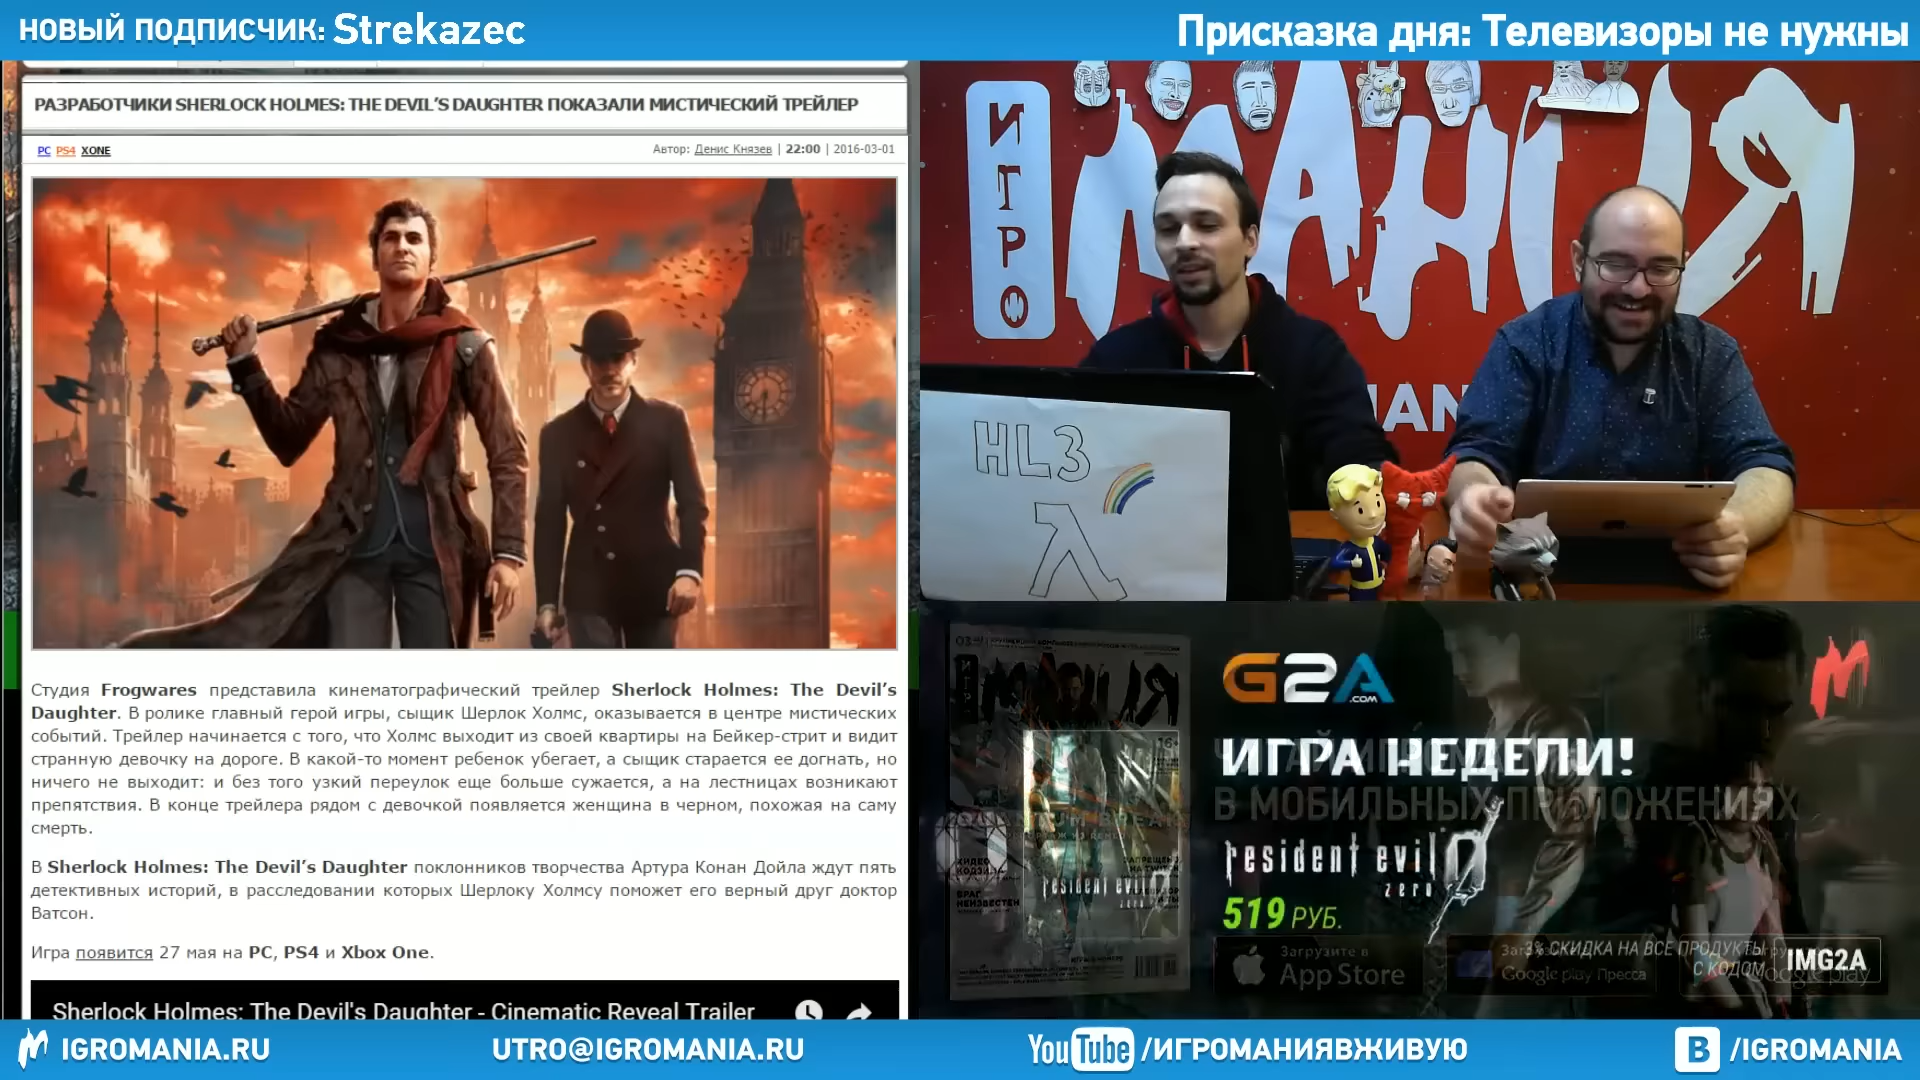 НОВЫЙ ПОДПИСЧИК: Strekazec
Присказка дня: Телевизоры не нужны
РАЗРАБОТЧИКИ SHERLOCK HOLMES: THE DEVIL’S DAUGHTER ПОКАЗАЛИ МИСТИЧЕСКИЙ ТРЕЙЛЕР
PC PS4 XONE
Автор: Денис Князев | 22:00 | 2016-03-01
Студия Frogwares представила кинематографический трейлер Sherlock Holmes: The Devil’s
Daughter. В ролике главный герой игры, сыщик Шерлок Холмс, оказывается в центре мистических
событий. Трейлер начинается с того, что Холмс выходит из своей квартиры на Бейкер-стрит и видит
странную девочку на дороге. В какой-то момент ребенок убегает, а сыщик старается ее догнать, но
ничего не выходит: и без того узкий переулок еще больше сужается, а на лестницах возникают
препятствия. В конце трейлера рядом с девочкой появляется женщина в черном, похожая на саму
смерть.
В Sherlock Holmes: The Devil’s Daughter поклонников творчества Артура Конан Дойла ждут пять
детективных историй, в расследовании которых Шерлоку Холмсу поможет его верный друг доктор
Ватсон.
Игра появится 27 мая на PC, PS4 и Xbox One.
Sherlock Holmes: The Devil's Daughter - Cinematic Reveal Trailer
ИГРО
МАНИЯ
HL3
λ
G2A
.COM
ИГРА НЕДЕЛИ!
В МОБИЛЬНЫХ ПРИЛОЖЕНИЯХ
resident evil 0
zero
519 РУБ.
Загрузите в
App Store
Google play Пресса
Google play
3% СКИДКА НА ВСЕ ПРОДУКТЫ
С КОДОМ
IMG2A
IGROMANIA.RU
UTRO@IGROMANIA.RU
YouTube /ИГРОМАНИЯВЖИВУЮ
B /IGROMANIA